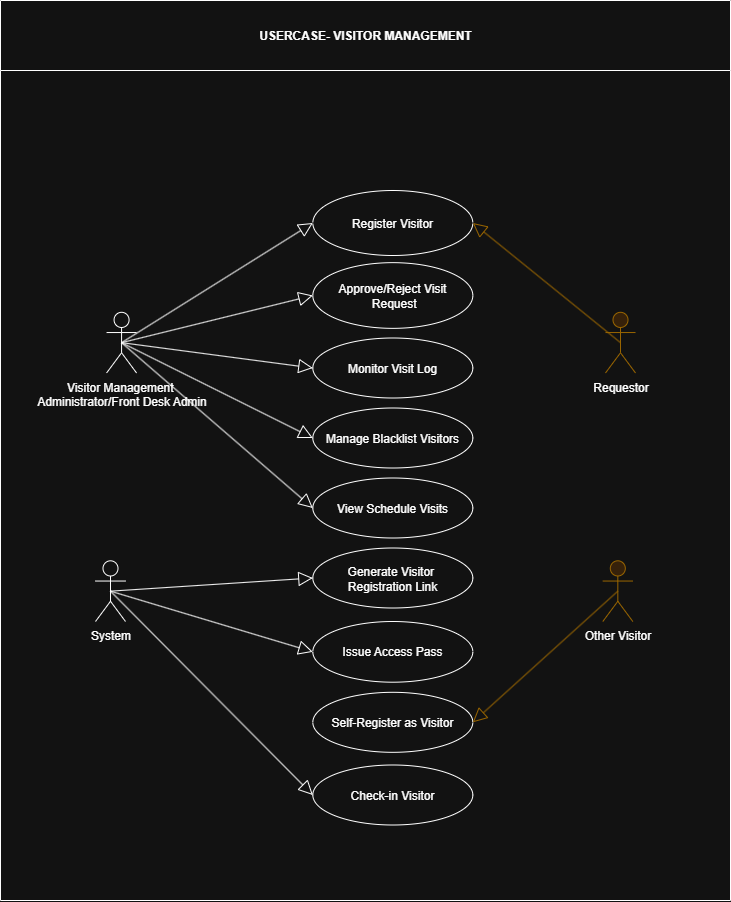 USERCASE- VISITOR MANAGEMENT
Register Visitor
Approve/Reject Visit
Request
Monitor Visit Log
Visitor Management
Administrator/Front Desk Admin
Requestor
Manage Blacklist Visitors
View Schedule Visits
Generate Visitor
Registration Link
System
Other Visitor
Issue Access Pass
Self-Register as Visitor
Check-in Visitor